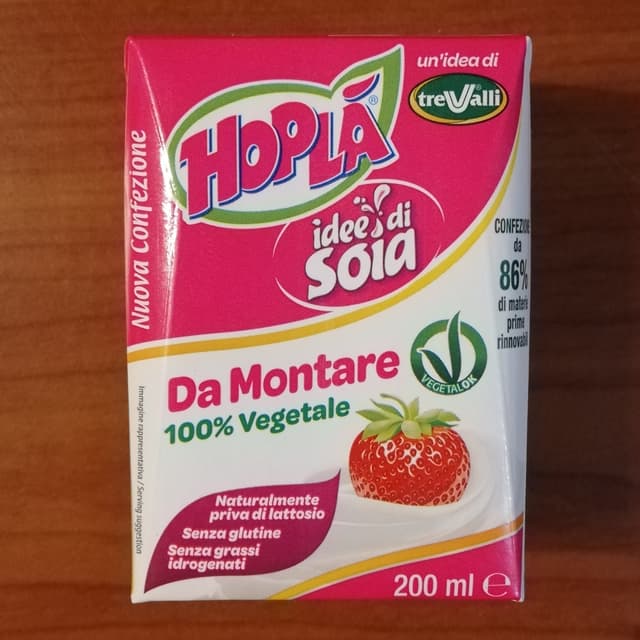 un'idea di
treValli
HOPLÀ®
idee di
soia
Nuova Confezione
CONFEZIONE
da
86%
di materie
prime
rinnovabili
Da Montare
100% Vegetale
VEGETALOK
Immagine rappresentativa / Serving suggestion
Naturalmente
priva di lattosio
Senza glutine
Senza grassi
idrogenati
200 ml e